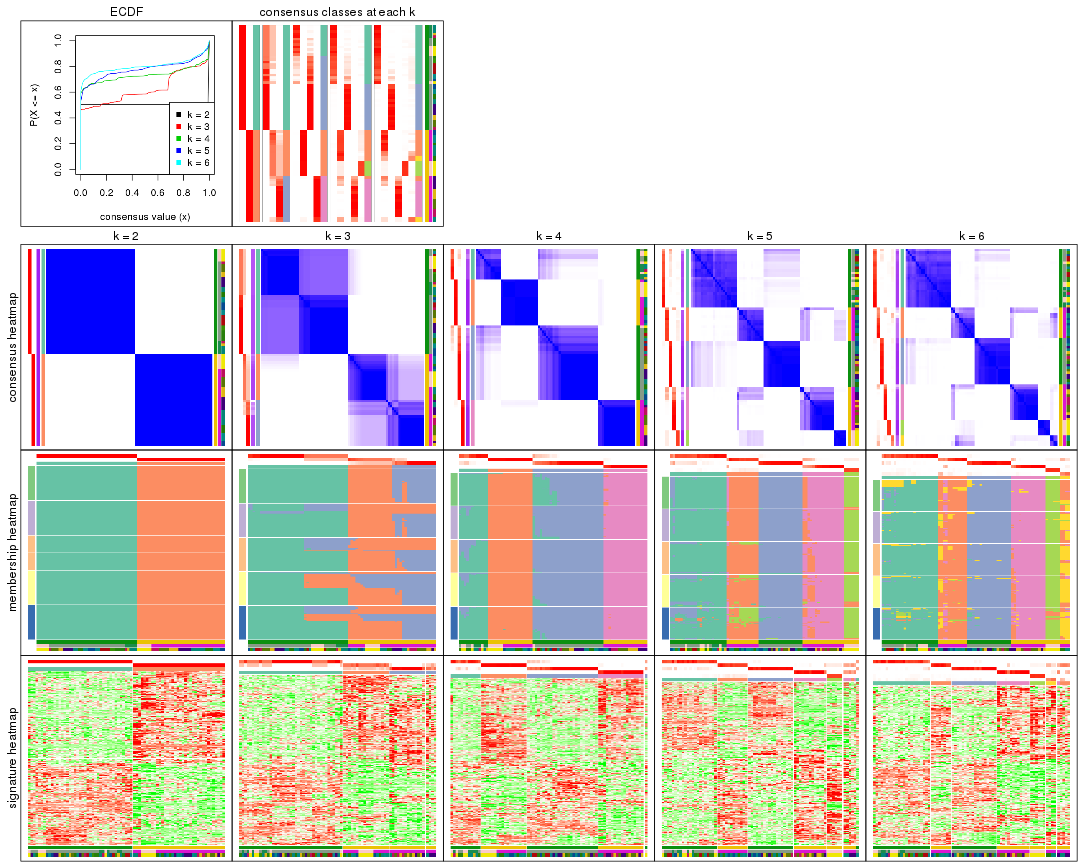 ECDF
consensus classes at each k
P(X <= x)
0.0 0.2 0.4 0.6 0.8 1.0
k = 2
k = 3
k = 4
k = 5
k = 6
0.0 0.2 0.4 0.6 0.8 1.0
consensus value (x)
k = 2 k = 3 k = 4 k = 5 k = 6
consensus heatmap
membership heatmap
signature heatmap